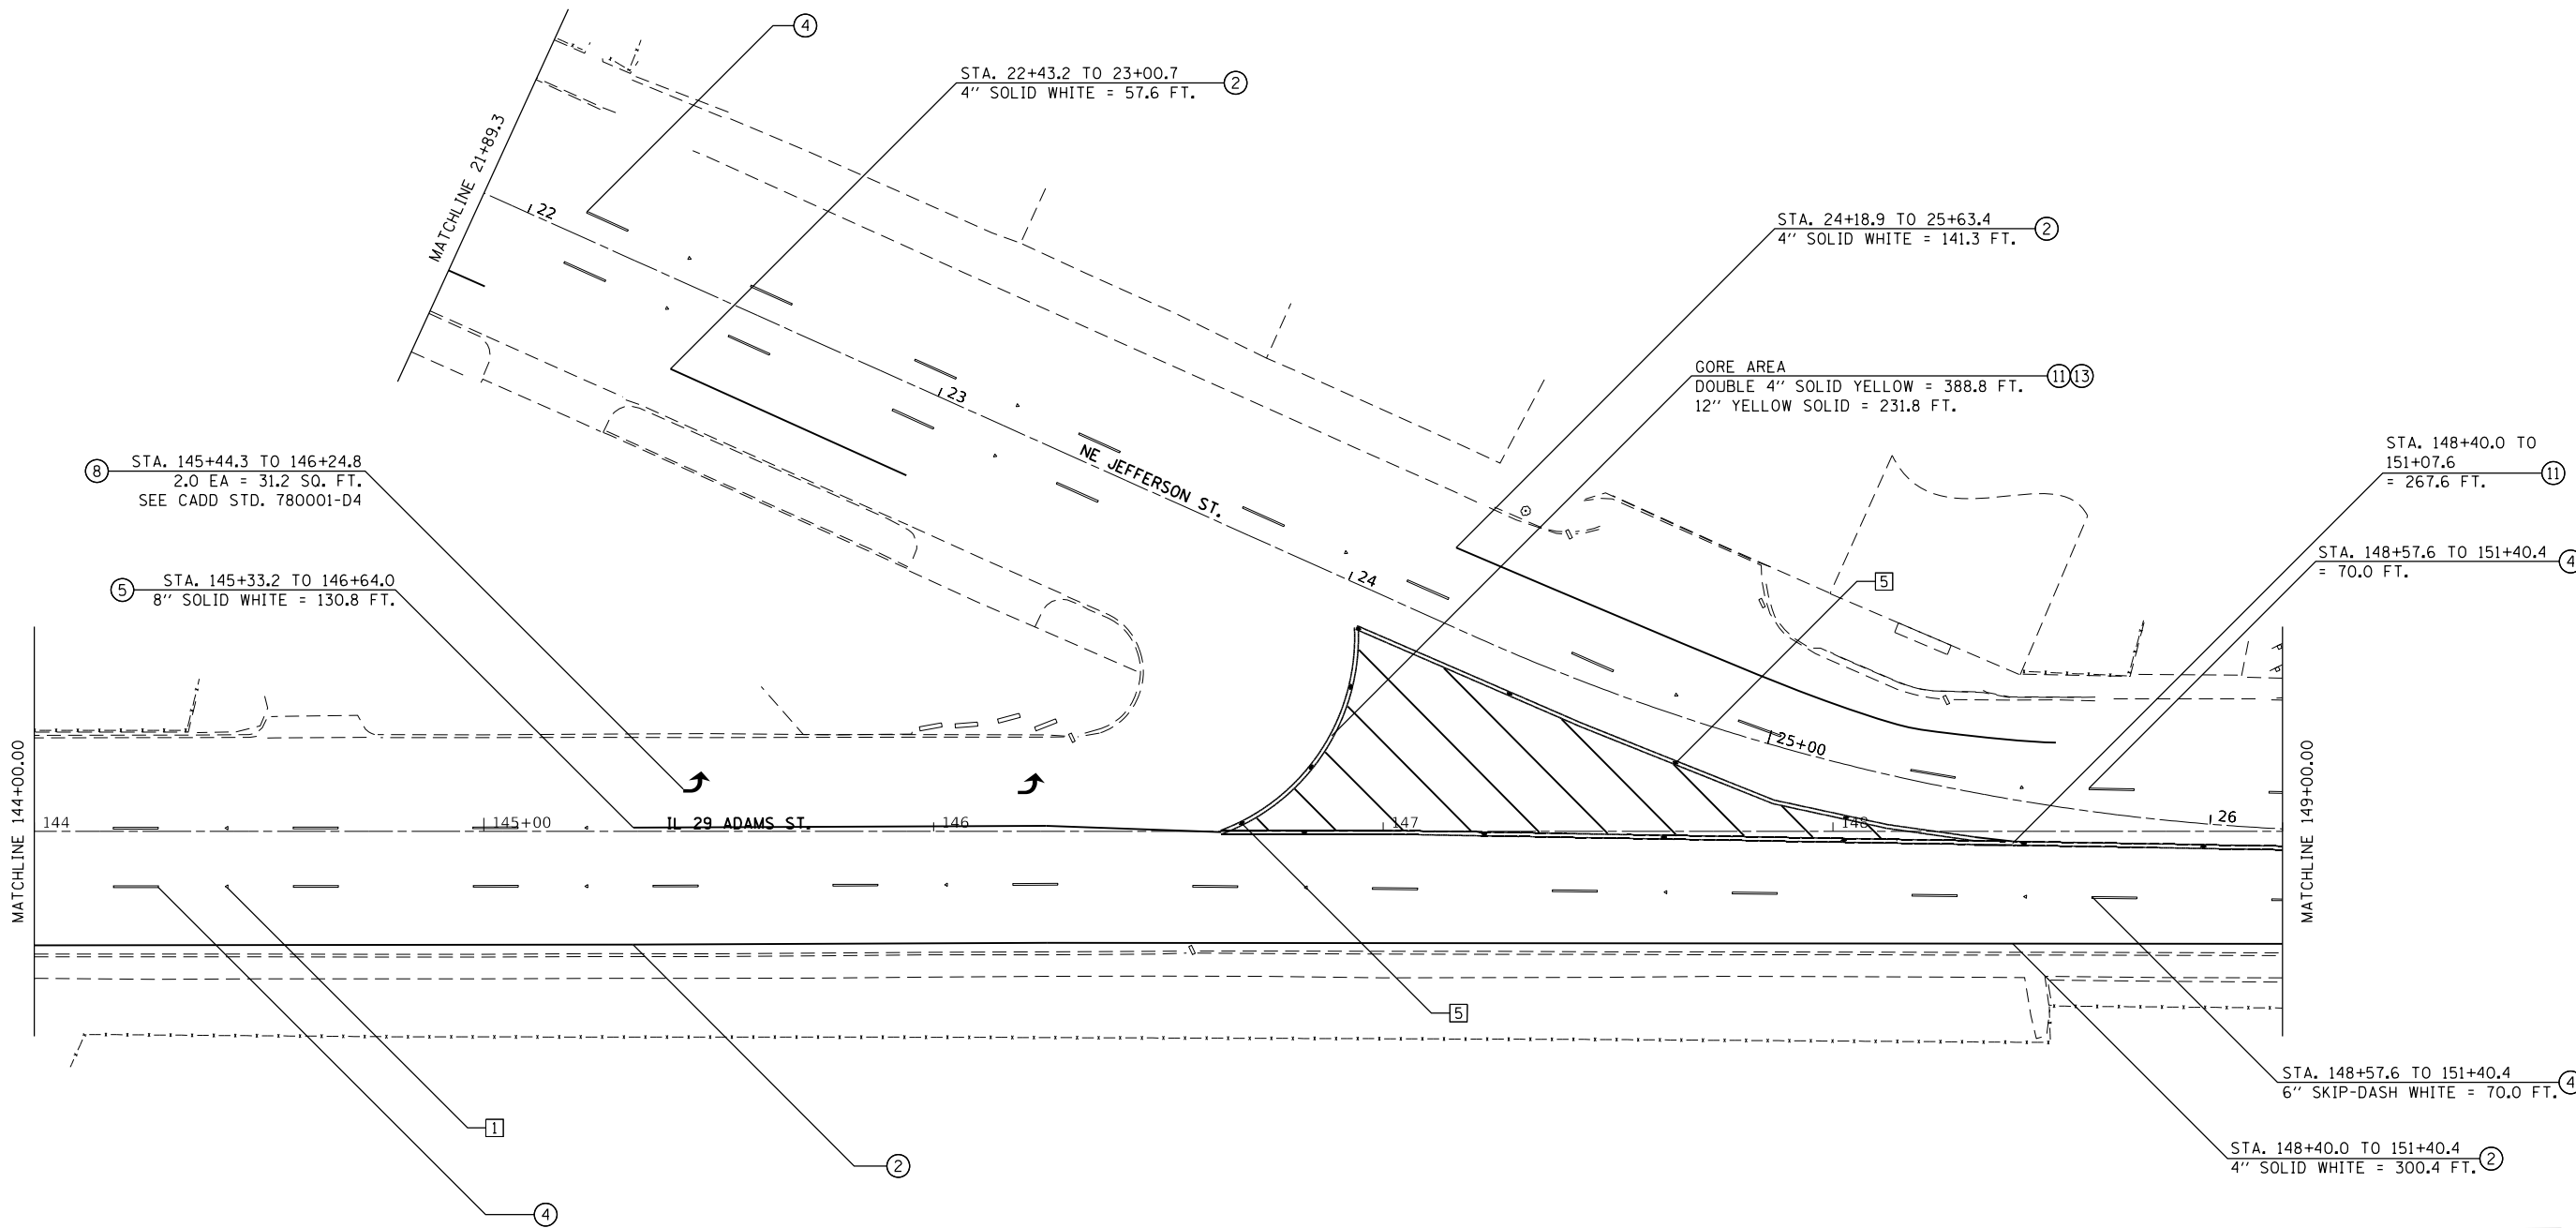 4
STA. 22+43.2 TO 23+00.7
4" SOLID WHITE = 57.6 FT.
2
MATCHLINE 21+89.3
22
STA. 24+18.9 TO 25+63.4
4" SOLID WHITE = 141.3 FT.
2
GORE AREA
DOUBLE 4" SOLID YELLOW = 388.8 FT.
12" YELLOW SOLID = 231.8 FT.
11 13
23
NE JEFFERSON ST.
8
STA. 145+44.3 TO 146+24.8
2.0 EA = 31.2 SQ. FT.
SEE CADD STD. 780001-D4
STA. 148+40.0 TO
151+07.6
= 267.6 FT.
11
5
STA. 145+33.2 TO 146+64.0
8" SOLID WHITE = 130.8 FT.
24
5
STA. 148+57.6 TO 151+40.4
= 70.0 FT.
4
25+00
26
MATCHLINE 144+00.00
144
145+00
IL 29 ADAMS ST.
146
147
148
MATCHLINE 149+00.00
5
1
2
4
STA. 148+57.6 TO 151+40.4
6" SKIP-DASH WHITE = 70.0 FT.
4
STA. 148+40.0 TO 151+40.4
4" SOLID WHITE = 300.4 FT.
2